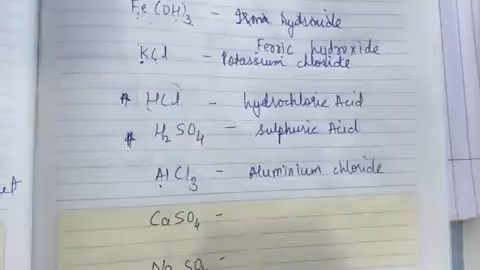 Fe(OH)3 - Iron hydroxide
Ferric hydroxide
KCl - Potassium chloride
HCl - hydrochloric Acid
H2SO4 - Sulphuric Acid
AlCl3 - Aluminium chloride
CaSO4 -